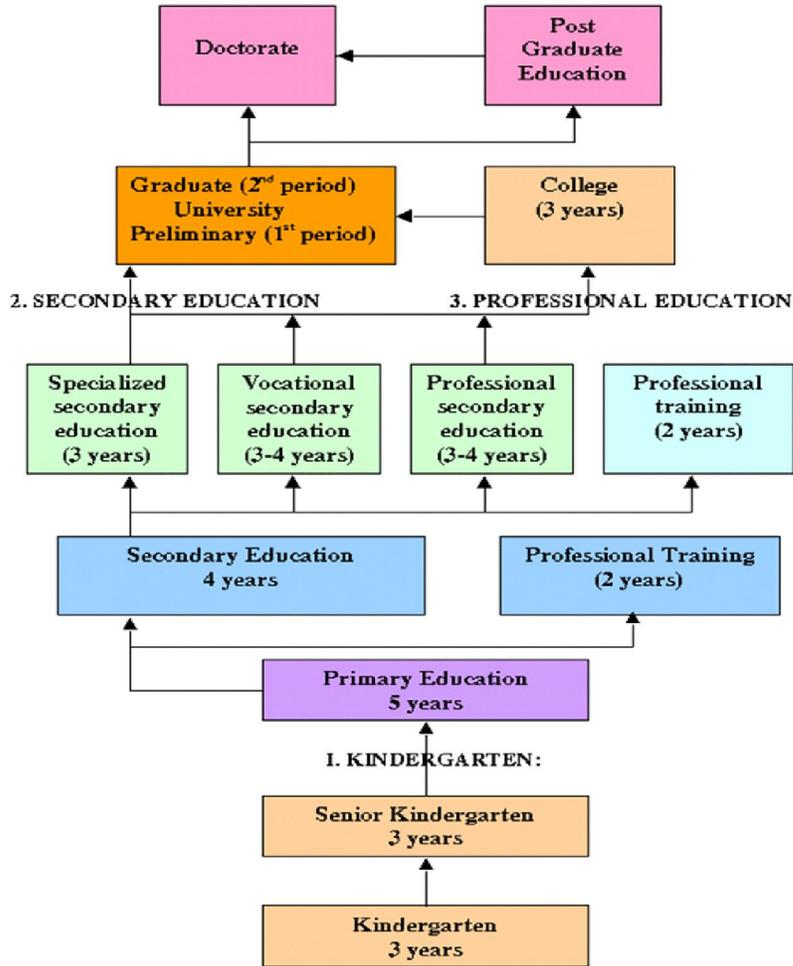 Doctorate
Post
Graduate
Education
Graduate (2nd period)
University
Preliminary (1st period)
College
(3 years)
2. SECONDARY EDUCATION
3. PROFESSIONAL EDUCATION
Specialized
secondary
education
(3 years)
Vocational
secondary
education
(3-4 years)
Professional
secondary
education
(3-4 years)
Professional
training
(2 years)
Secondary Education
4 years
Professional Training
(2 years)
Primary Education
5 years
1. KINDERGARTEN:
Senior Kindergarten
3 years
Kindergarten
3 years